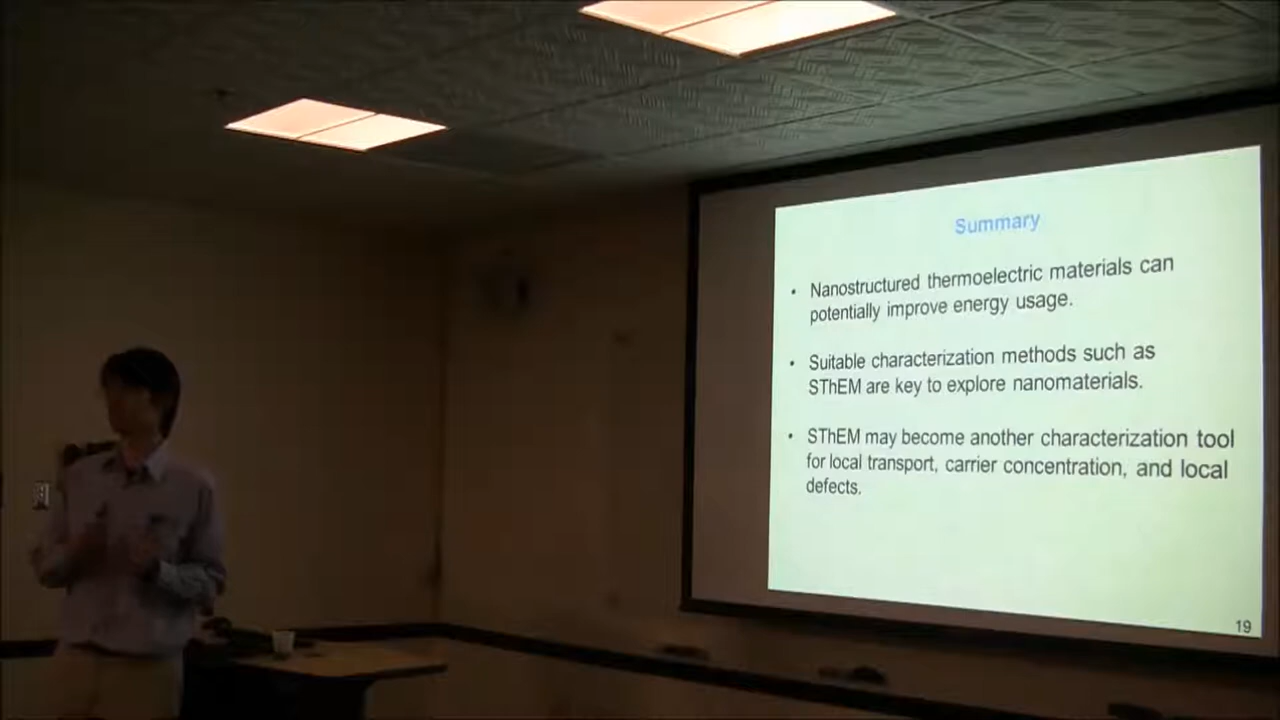 Summary
• Nanostructured thermoelectric materials can
potentially improve energy usage.
• Suitable characterization methods such as
SThEM are key to explore nanomaterials.
• SThEM may become another characterization tool
for local transport, carrier concentration, and local
defects.
19